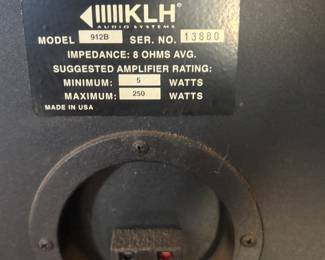 KLH
AUDIO SYSTEMS
MODEL 912B SER. NO. 13880
IMPEDANCE: 8 OHMS AVG.
SUGGESTED AMPLIFIER RATING:
MINIMUM: 5 WATTS
MAXIMUM: 250 WATTS
MADE IN USA